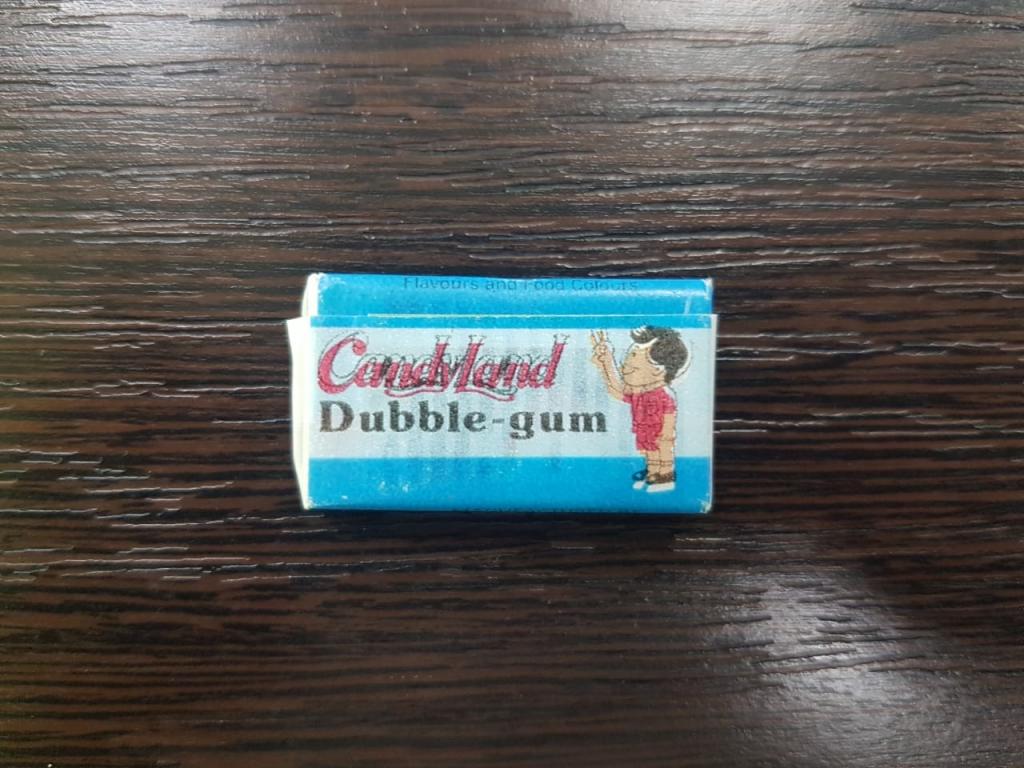 Flavours and Food Colours
CandyLand
Dubble-gum